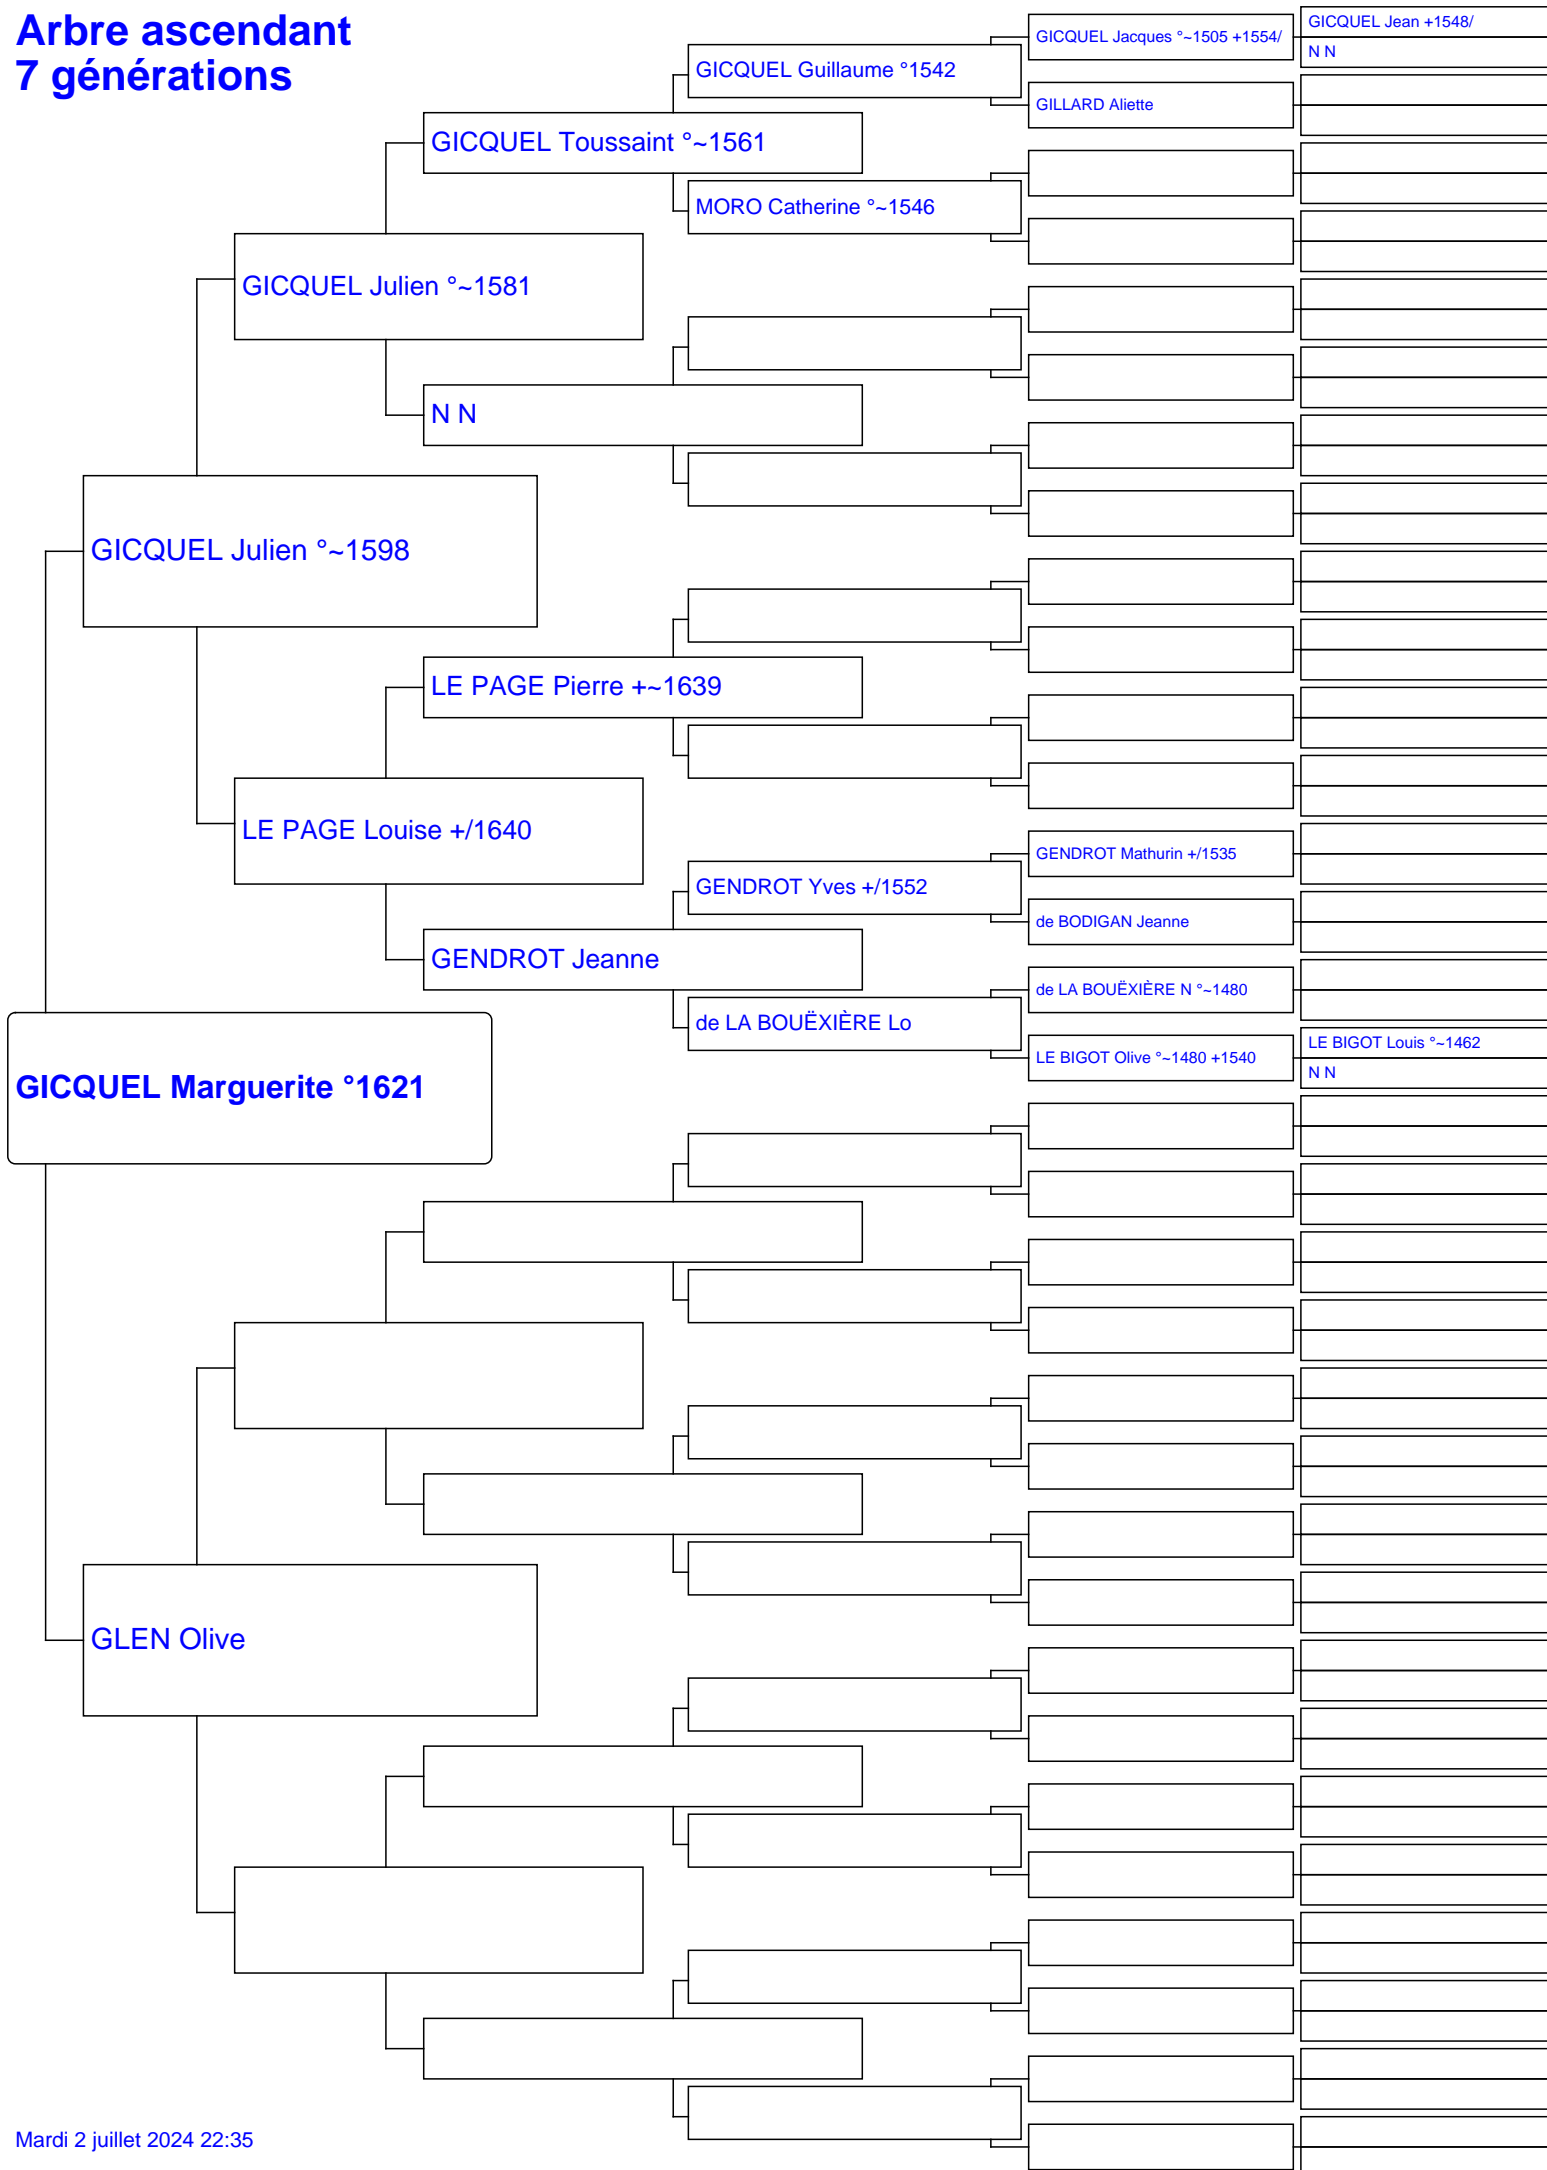 Arbre ascendant
7 générations
GICQUEL Jean +1548/
GICQUEL Jacques °~1505 +1554/
N N
GICQUEL Guillaume °1542
GILLARD Aliette
GICQUEL Toussaint °~1561
MORO Catherine °~1546
GICQUEL Julien °~1581
N N
GICQUEL Julien °~1598
LE PAGE Pierre +~1639
LE PAGE Louise +/1640
GENDROT Mathurin +/1535
GENDROT Yves +/1552
de BODIGAN Jeanne
GENDROT Jeanne
de LA BOUËXIÈRE N °~1480
de LA BOUËXIÈRE Lo
LE BIGOT Louis °~1462
LE BIGOT Olive °~1480 +1540
N N
GICQUEL Marguerite °1621
GLEN Olive
Mardi 2 juillet 2024 22:35